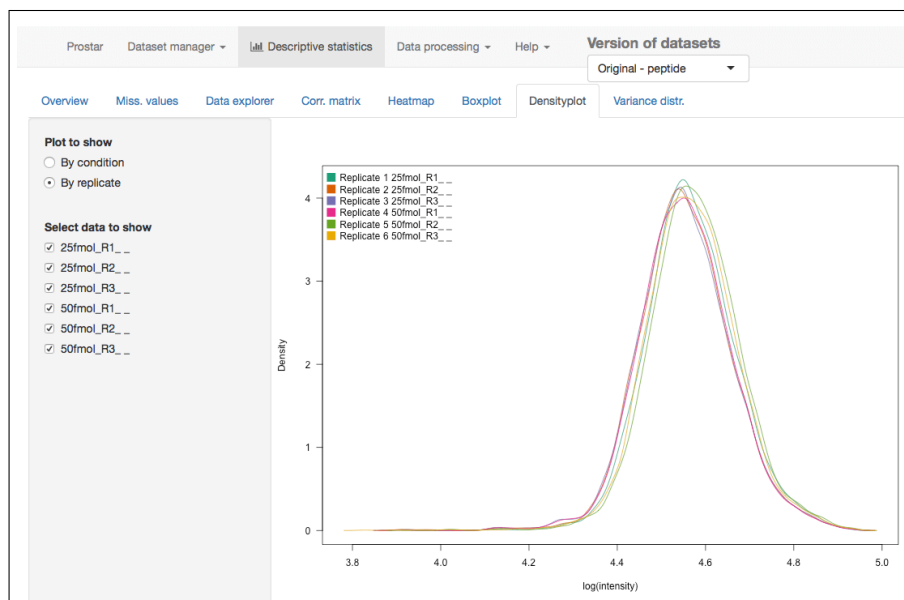 Prostar Dataset manager Descriptive statistics Data processing Help Version of datasets
Original - peptide
Overview Miss. values Data explorer Corr. matrix Heatmap Boxplot Densityplot Variance distr.
Plot to show
By condition
By replicate
Select data to show
25fmol_R1_ _
25fmol_R2_ _
25fmol_R3_ _
50fmol_R1_ _
50fmol_R2_ _
50fmol_R3_ _
Replicate 1 25fmol_R1_ _
Replicate 2 25fmol_R2_ _
Replicate 3 25fmol_R3_ _
Replicate 4 50fmol_R1_ _
Replicate 5 50fmol_R2_ _
Replicate 6 50fmol_R3_ _
Density
4
3
2
1
0
3.8 4.0 4.2 4.4 4.6 4.8 5.0
log(intensity)